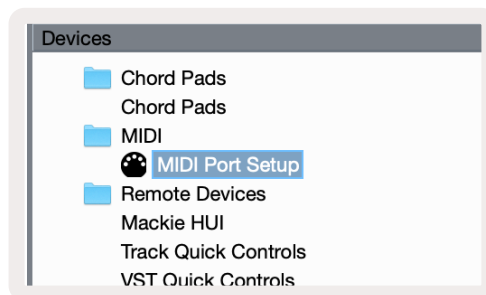 Devices
Chord Pads
Chord Pads
MIDI
MIDI Port Setup
Remote Devices
Mackie HUI
Track Quick Controls
VST Quick Controls